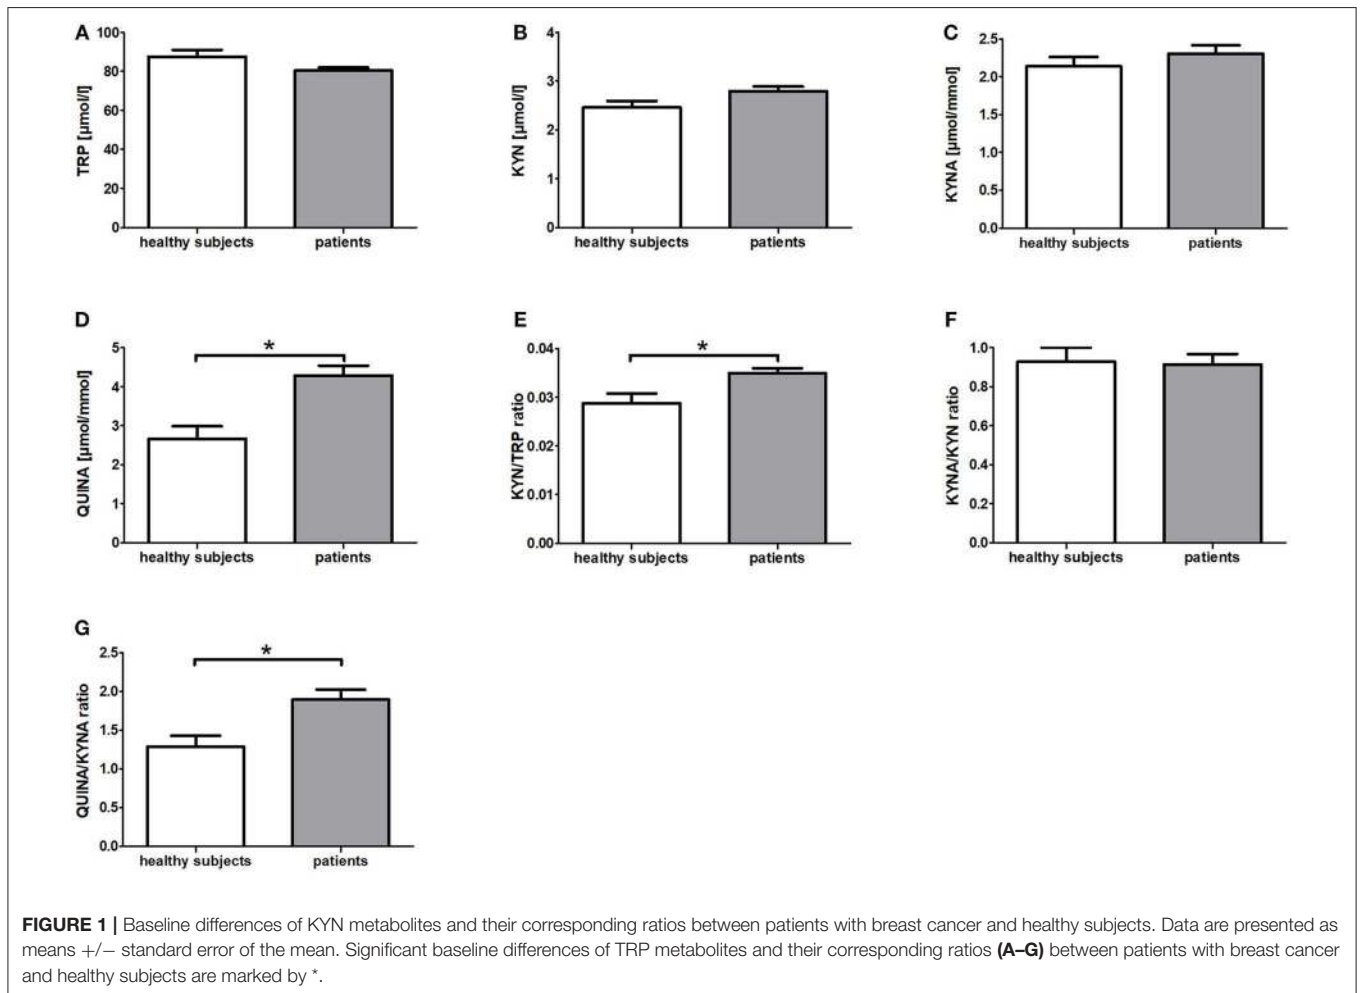 A
TRP [µmol/l]
100
80
60
40
20
0
healthy subjects
patients
B
KYN [µmol/l]
4
3
2
1
0
healthy subjects
patients
C
KYNA [µmol/mmol]
2.5
2.0
1.5
1.0
0.5
0.0
healthy subjects
patients
D
QUINA [µmol/mmol]
5
4
3
2
1
0
*
healthy subjects
patients
E
KYN/TRP ratio
0.04
0.03
0.02
0.01
0.00
*
healthy subjects
patients
F
KYNA/KYN ratio
1.0
0.8
0.6
0.4
0.2
0.0
healthy subjects
patients
G
QUINA/KYNA ratio
2.5
2.0
1.5
1.0
0.5
0.0
*
healthy subjects
patients
FIGURE 1 | Baseline differences of KYN metabolites and their corresponding ratios between patients with breast cancer and healthy subjects. Data are presented as
means +/− standard error of the mean. Significant baseline differences of TRP metabolites and their corresponding ratios (A–G) between patients with breast cancer
and healthy subjects are marked by *.